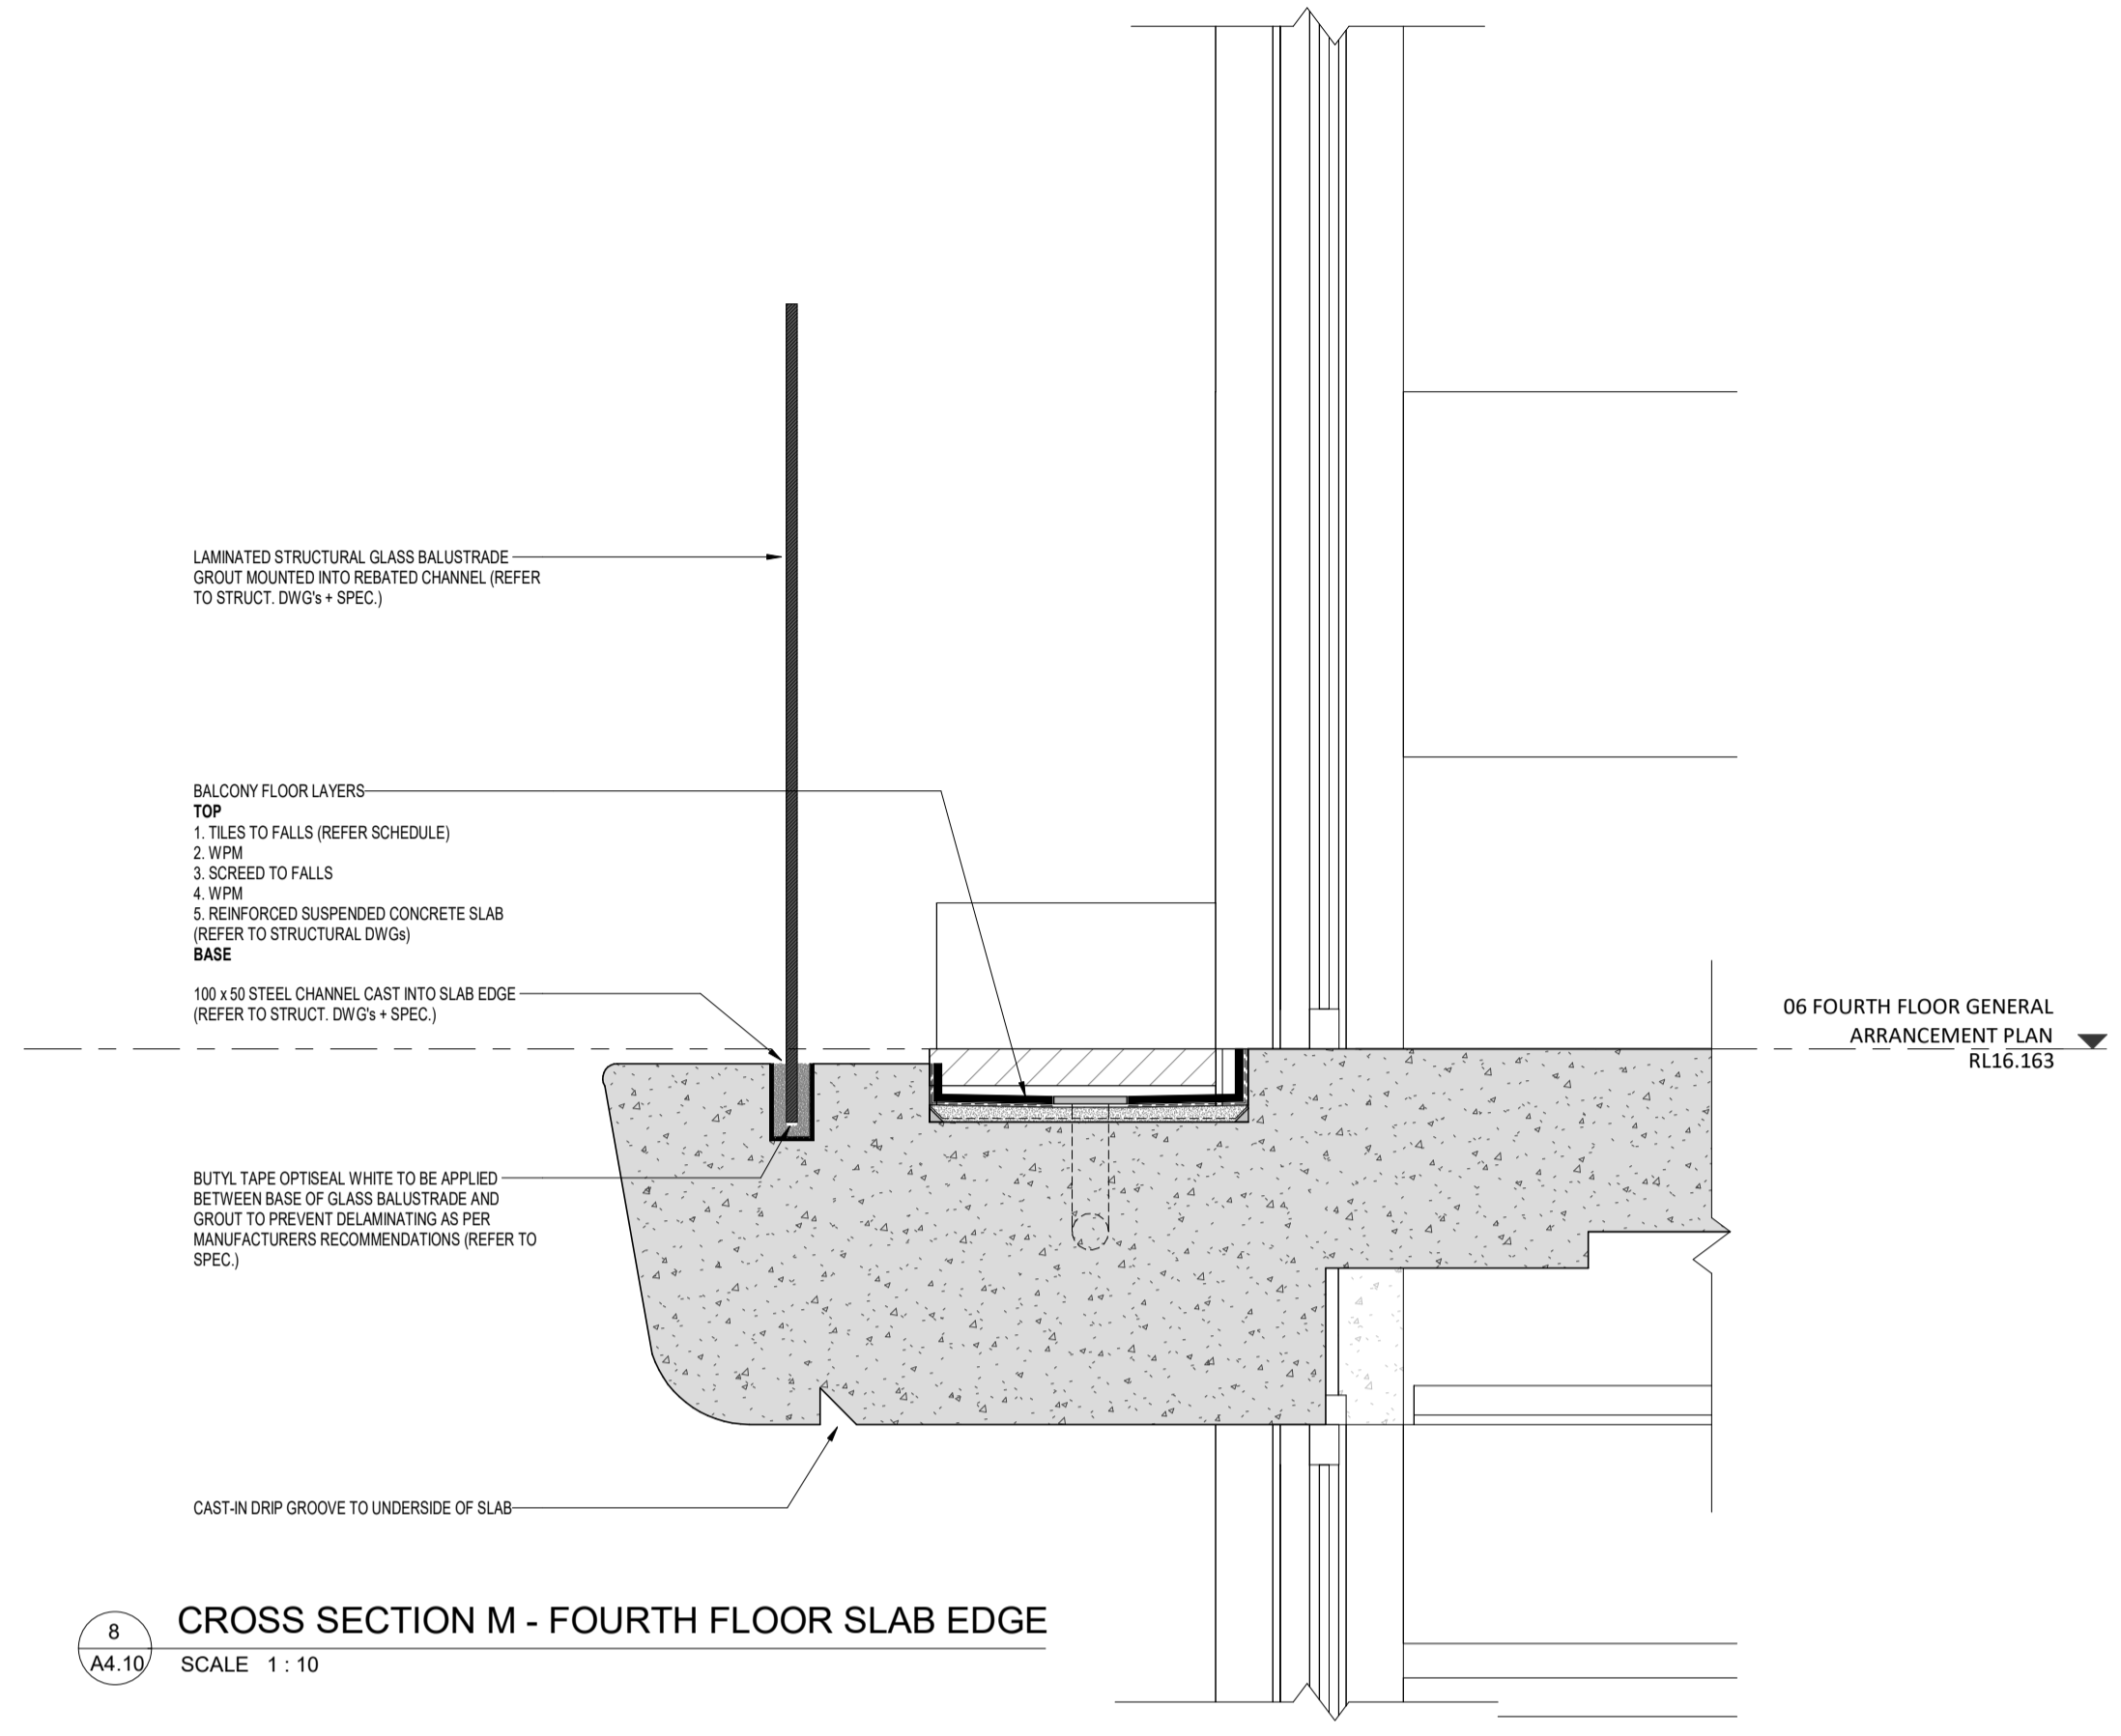 LAMINATED STRUCTURAL GLASS BALUSTRADE
GROUT MOUNTED INTO REBATED CHANNEL (REFER
TO STRUCT. DWG's + SPEC.)
BALCONY FLOOR LAYERS
TOP
1. TILES TO FALLS (REFER SCHEDULE)
2. WPM
3. SCREED TO FALLS
4. WPM
5. REINFORCED SUSPENDED CONCRETE SLAB
(REFER TO STRUCTURAL DWGs)
BASE
100 x 50 STEEL CHANNEL CAST INTO SLAB EDGE
(REFER TO STRUCT. DWG's + SPEC.)
06 FOURTH FLOOR GENERAL
ARRANCEMENT PLAN
RL16.163
BUTYL TAPE OPTISEAL WHITE TO BE APPLIED
BETWEEN BASE OF GLASS BALUSTRADE AND
GROUT TO PREVENT DELAMINATING AS PER
MANUFACTURERS RECOMMENDATIONS (REFER TO
SPEC.)
CAST-IN DRIP GROOVE TO UNDERSIDE OF SLAB
8
A4.10
CROSS SECTION M - FOURTH FLOOR SLAB EDGE
SCALE 1 : 10